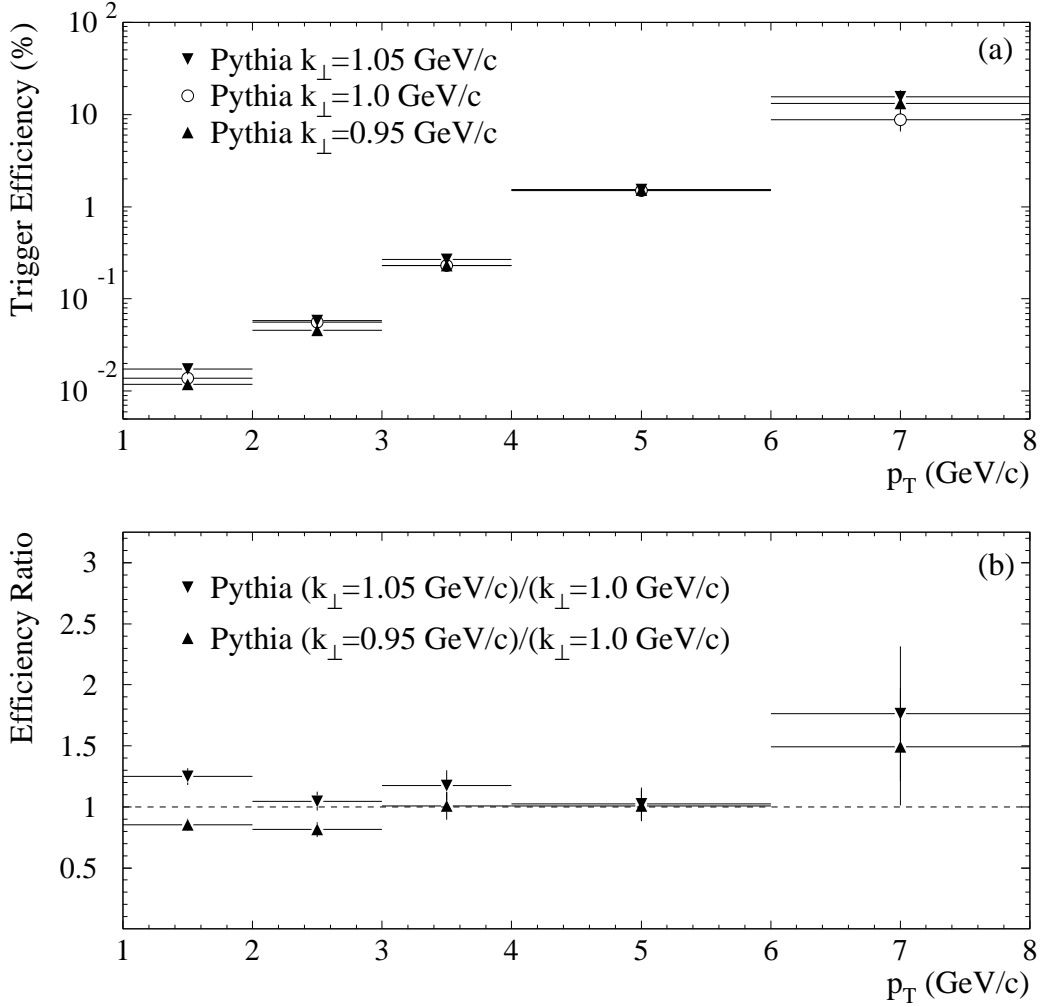 Trigger Efficiency (%)
10^2
10
1
10^-1
10^-2
(a)
▼ Pythia k⊥=1.05 GeV/c
○ Pythia k⊥=1.0 GeV/c
▲ Pythia k⊥=0.95 GeV/c
1 2 3 4 5 6 7 8
p_T (GeV/c)
Efficiency Ratio
3
2.5
2
1.5
1
0.5
(b)
▼ Pythia (k⊥=1.05 GeV/c)/(k⊥=1.0 GeV/c)
▲ Pythia (k⊥=0.95 GeV/c)/(k⊥=1.0 GeV/c)
1 2 3 4 5 6 7 8
p_T (GeV/c)